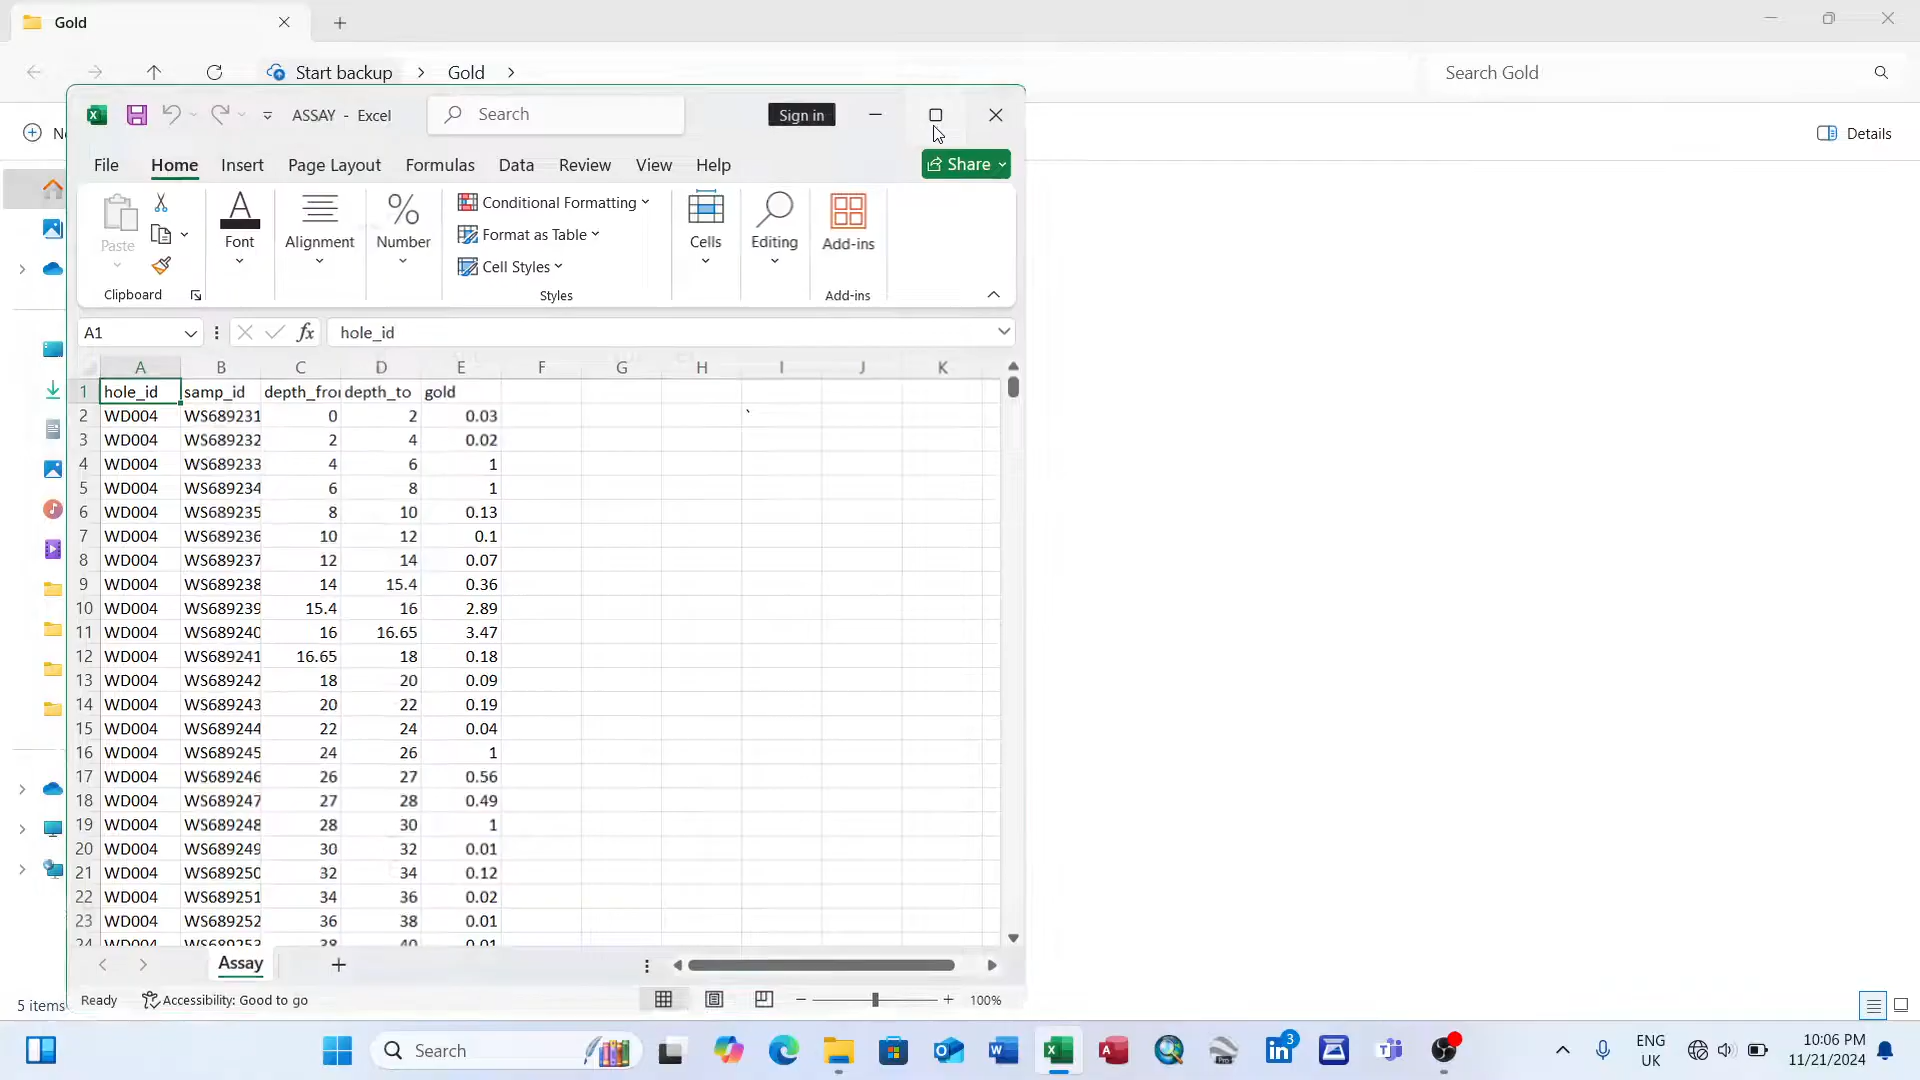 Gold
Start backup > Gold >
Search Gold
Details
ASSAY - Excel
Search
Sign in
File Home Insert Page Layout Formulas Data Review View Help
Share
Paste
Font
Alignment
Number
Conditional Formatting
Format as Table
Cell Styles
Cells
Editing
Add-ins
Clipboard
Styles
Add-ins
A1
fx
hole_id
A B C D E F G H I J K
1 hole_id samp_id depth_from depth_to gold
2 WD004 WS689231 0 2 0.03 `
3 WD004 WS689232 2 4 0.02
4 WD004 WS689233 4 6 1
5 WD004 WS689234 6 8 1
6 WD004 WS689235 8 10 0.13
7 WD004 WS689236 10 12 0.1
8 WD004 WS689237 12 14 0.07
9 WD004 WS689238 14 15.4 0.36
10 WD004 WS689239 15.4 16 2.89
11 WD004 WS689240 16 16.65 3.47
12 WD004 WS689241 16.65 18 0.18
13 WD004 WS689242 18 20 0.09
14 WD004 WS689243 20 22 0.19
15 WD004 WS689244 22 24 0.04
16 WD004 WS689245 24 26 1
17 WD004 WS689246 26 27 0.56
18 WD004 WS689247 27 28 0.49
19 WD004 WS689248 28 30 1
20 WD004 WS689249 30 32 0.01
21 WD004 WS689250 32 34 0.12
22 WD004 WS689251 34 36 0.02
23 WD004 WS689252 36 38 0.01
24 WD004 WS689253 38 40 0.01
Assay
5 items
Ready
Accessibility: Good to go
100%
Search
3
ENG
UK
10:06 PM
11/21/2024